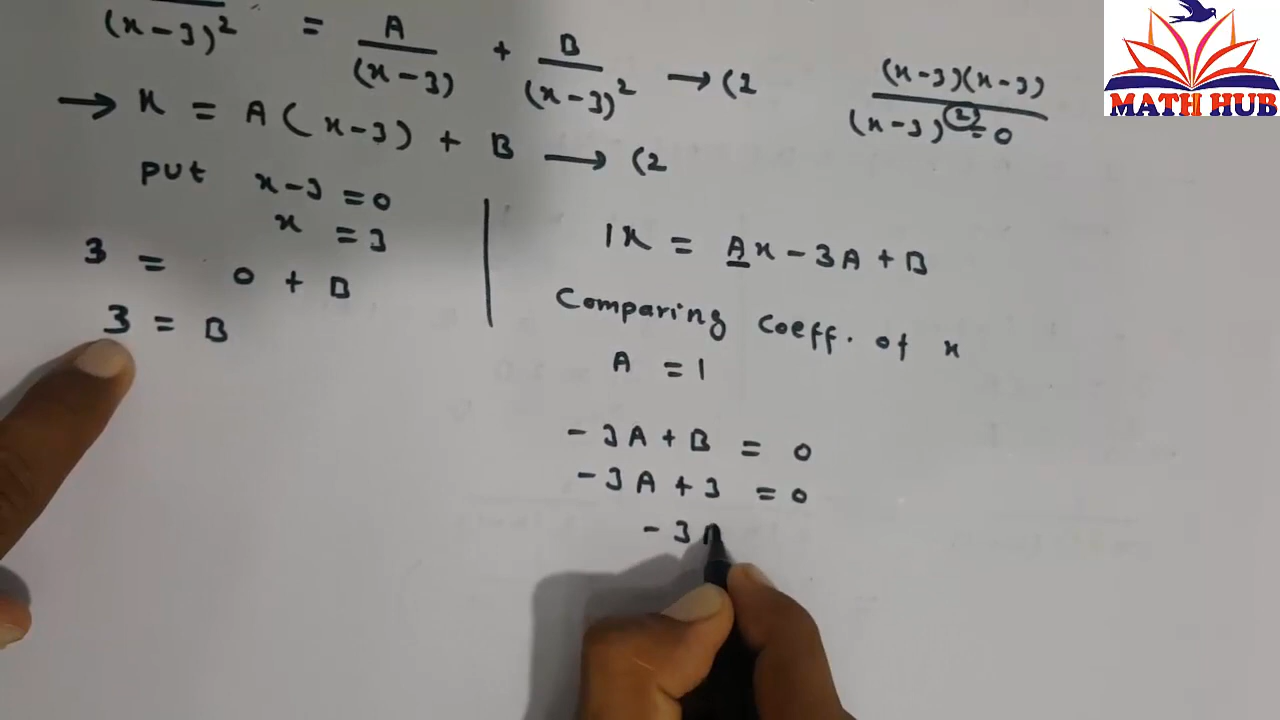 (x-3)² = A/(x-3) + B/(x-3)² → (2
→ x = A(x-3) + B → (2
put x-3 = 0
x = 3
3 = 0 + B
3 = B
(x-3)(x-3)
(x-3)² = 0
1x = Ax - 3A + B
Comparing coeff. of x
A = 1
-3A + B = 0
-3A + 3 = 0
-3
MATH HUB